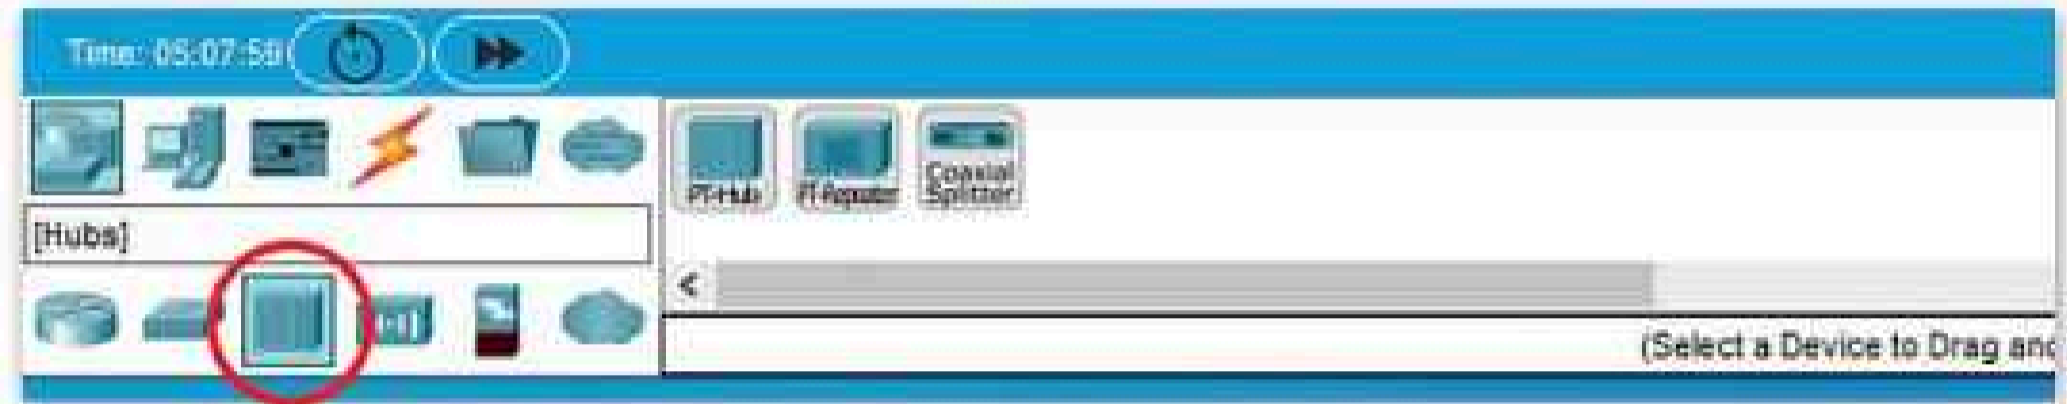 Time: 05:07:59
PT-Hub
PT-Repeater
Coaxial
Splitter
[Hubs]
<
(Select a Device to Drag and